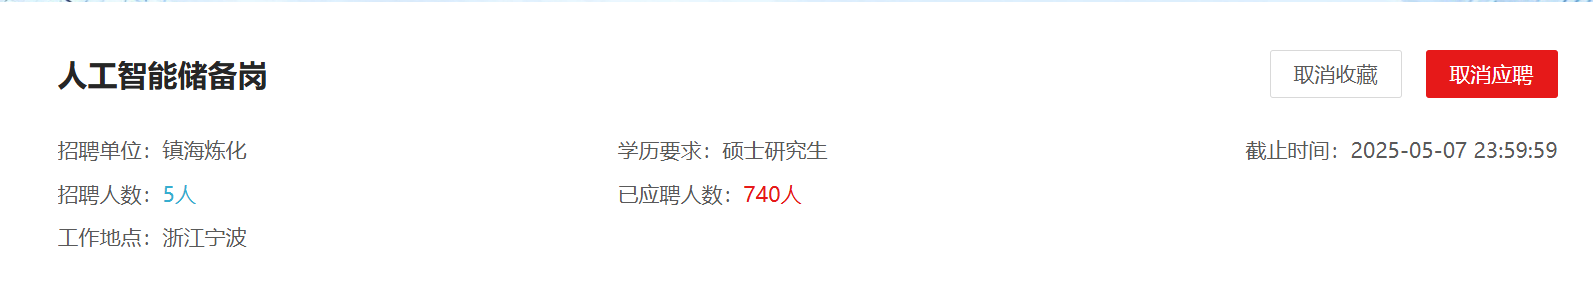 人工智能储备岗
取消收藏
取消应聘
招聘单位：镇海炼化
学历要求：硕士研究生
截止时间：2025-05-07 23:59:59
招聘人数：5人
已应聘人数：740人
工作地点：浙江宁波